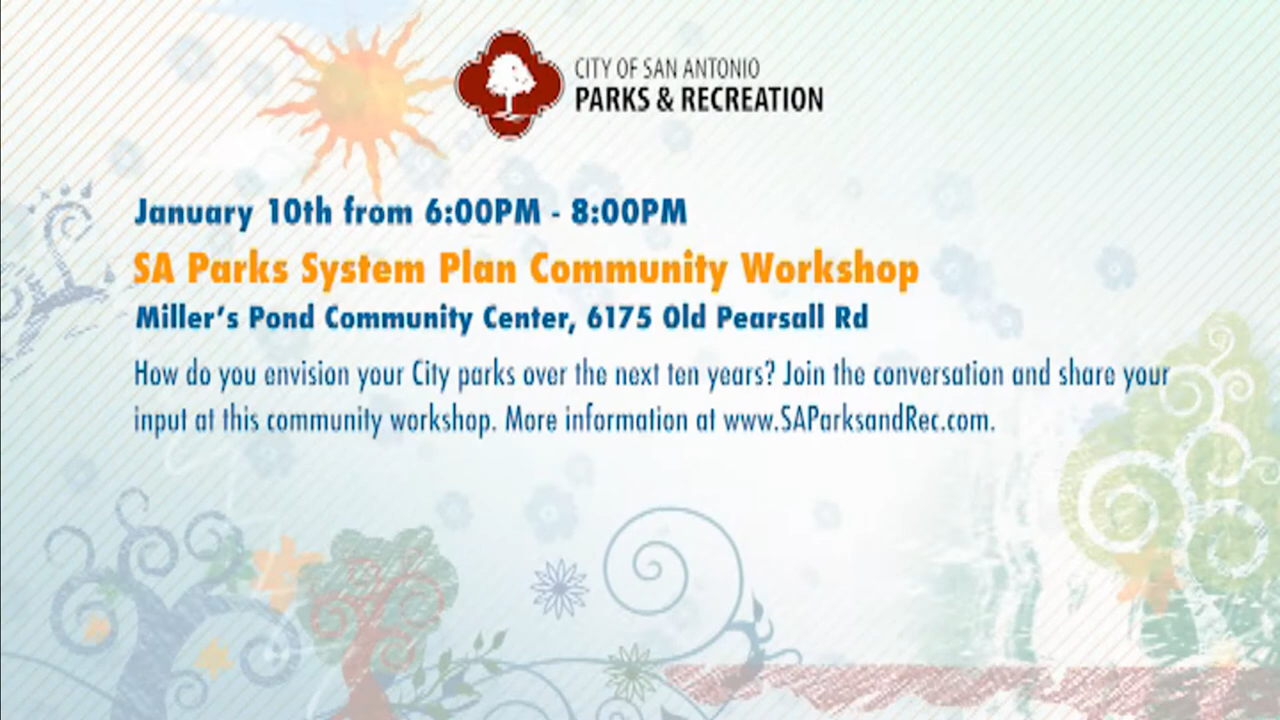 CITY OF SAN ANTONIO
PARKS & RECREATION
January 10th from 6:00PM - 8:00PM
SA Parks System Plan Community Workshop
Miller's Pond Community Center, 6175 Old Pearsall Rd
How do you envision your City parks over the next ten years? Join the conversation and share your
input at this community workshop. More information at www.SAParksandRec.com.